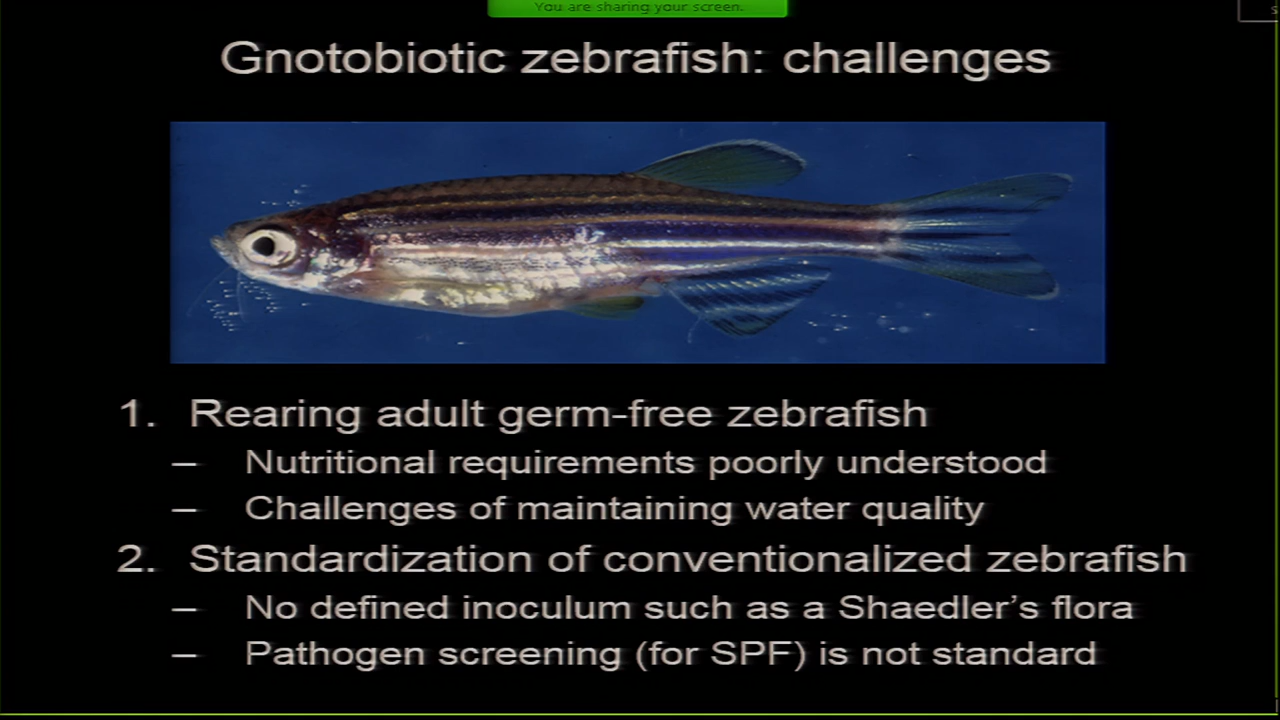 You are sharing your screen.
Gnotobiotic zebrafish: challenges
1. Rearing adult germ-free zebrafish
– Nutritional requirements poorly understood
– Challenges of maintaining water quality
2. Standardization of conventionalized zebrafish
– No defined inoculum such as a Shaedler’s flora
– Pathogen screening (for SPF) is not standard